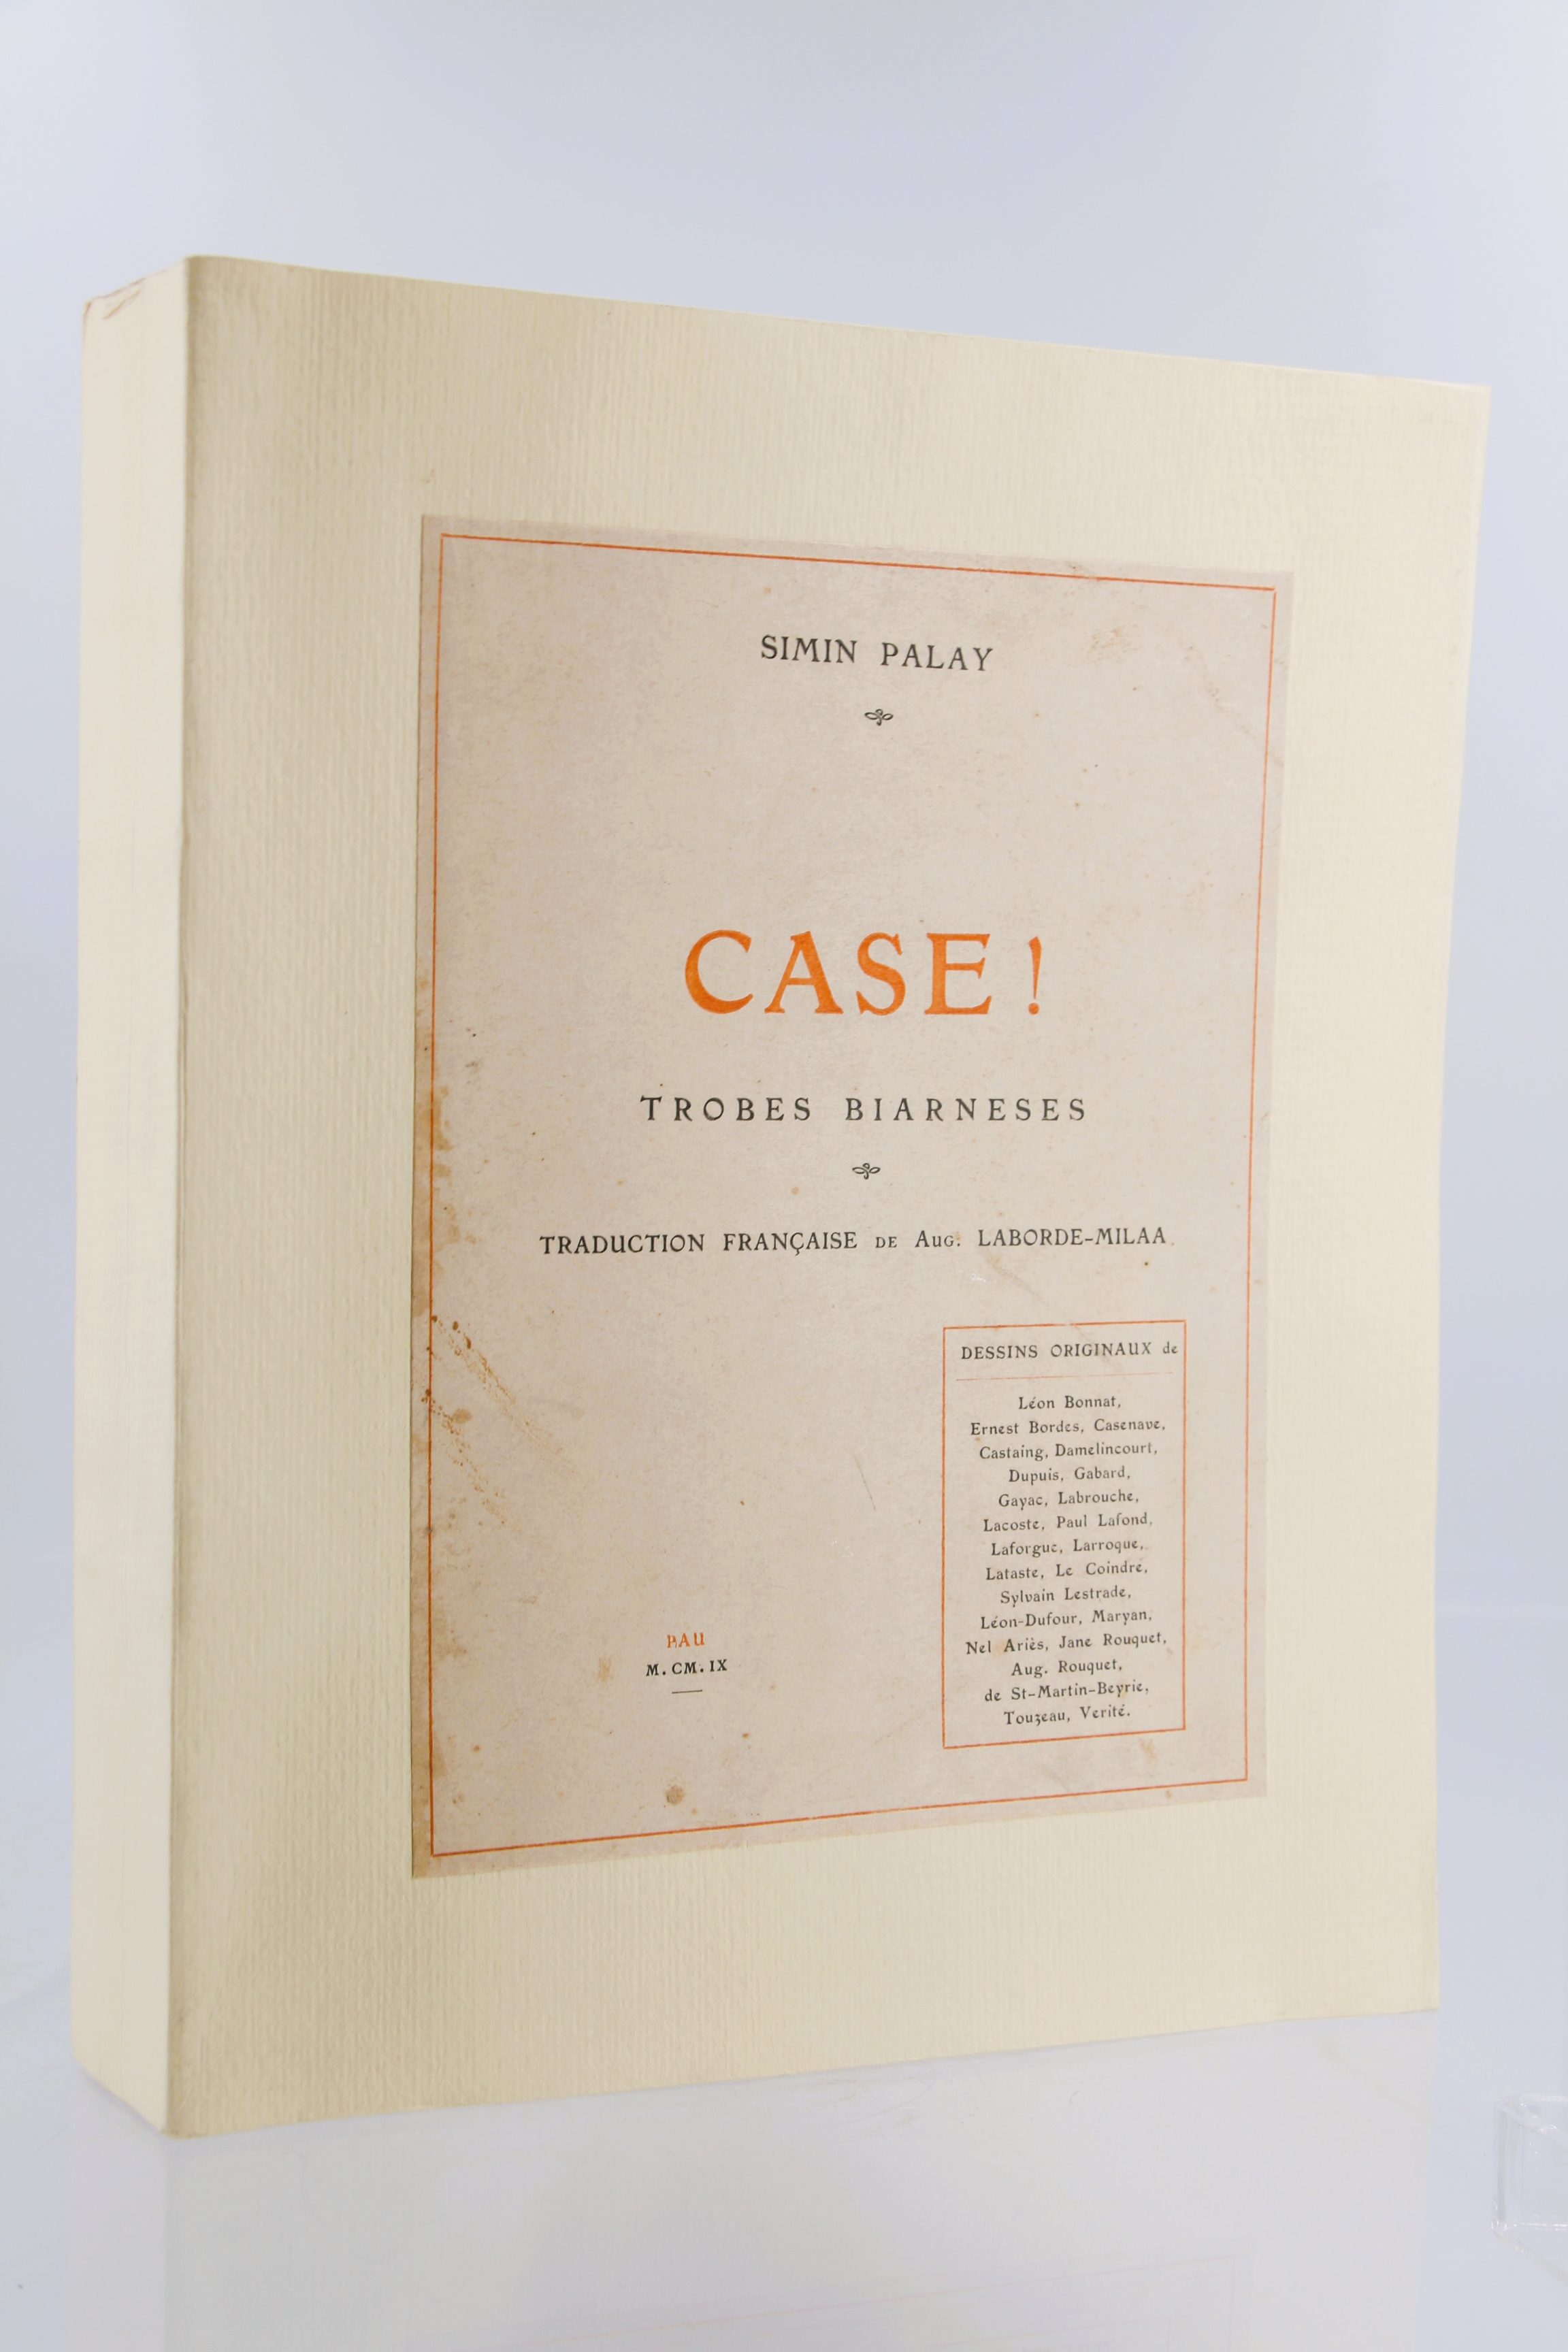 SIMIN PALAY
CASE !
TROBES BIARNESES
TRADUCTION FRANÇAISE DE AUG. LABORDE-MILAA
DESSINS ORIGINAUX de
Léon Bonnat,
Ernest Bordes, Casenave,
Castaing, Damelincourt,
Dupuis, Gabard,
Gayac, Labrouche,
Lacoste, Paul Lafond,
Laforgue, Larroque,
Lataste, Le Coindre,
Sylvain Lestrade,
Léon-Dufour, Maryan,
Nel Ariès, Jane Rouquet,
Aug. Rouquet,
de St-Martin-Beyrie,
Touzeau, Verité.
PAU
M.CM.IX